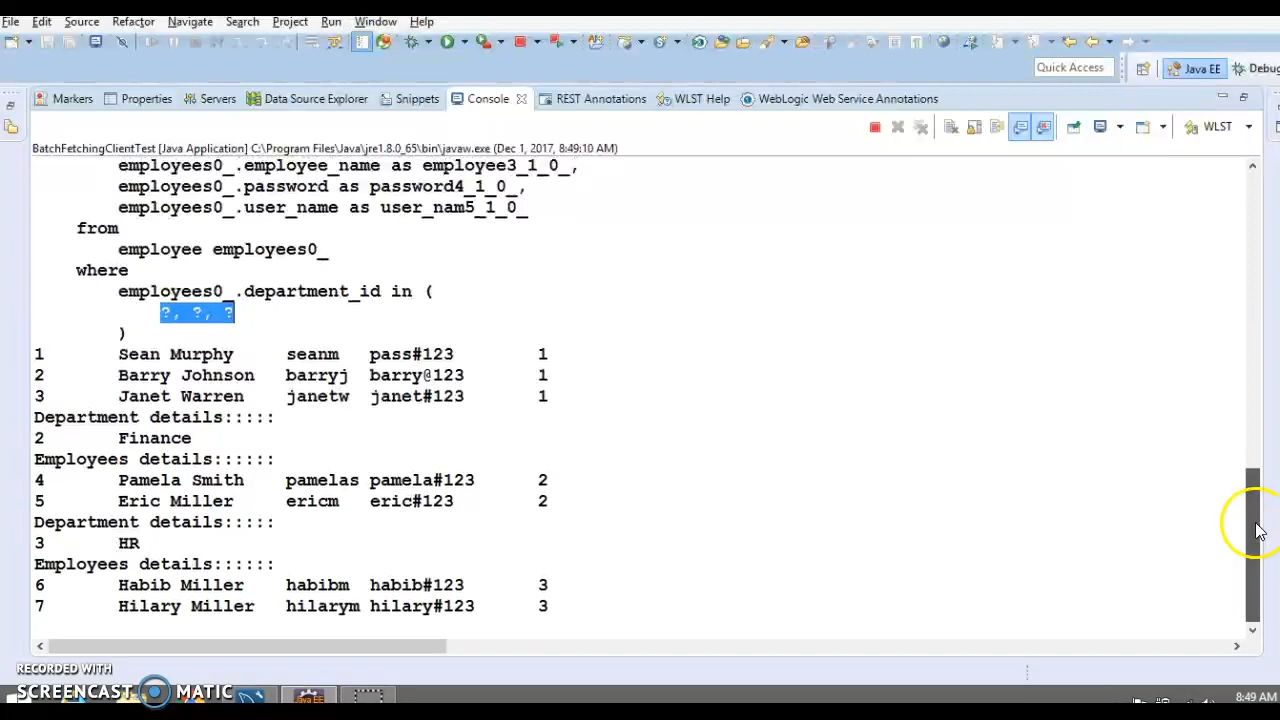 File Edit Source Refactor Navigate Search Project Run Window Help
Quick Access Java EE Debug
Markers Properties Servers Data Source Explorer Snippets Console REST Annotations WLST Help WebLogic Web Service Annotations
WLST
BatchFetchingClientTest [Java Application] C:\Program Files\Java\jre1.8.0_65\bin\javaw.exe (Dec 1, 2017, 8:49:10 AM)
employees0_.employee_name as employee3_1_0_,
employees0_.password as password4_1_0_,
employees0_.user_name as user_nam5_1_0_
from
employee employees0_
where
employees0_.department_id in (
?, ?, ?
)
1 Sean Murphy seanm pass#123 1
2 Barry Johnson barryj barry@123 1
3 Janet Warren janetw janet#123 1
Department details:::::
2 Finance
Employees details::::::
4 Pamela Smith pamelas pamela#123 2
5 Eric Miller ericm eric#123 2
Department details:::::
3 HR
Employees details::::::
6 Habib Miller habibm habib#123 3
7 Hilary Miller hilarym hilary#123 3
RECORDED WITH
SCREENCAST MATIC
Java EE
8:49 AM